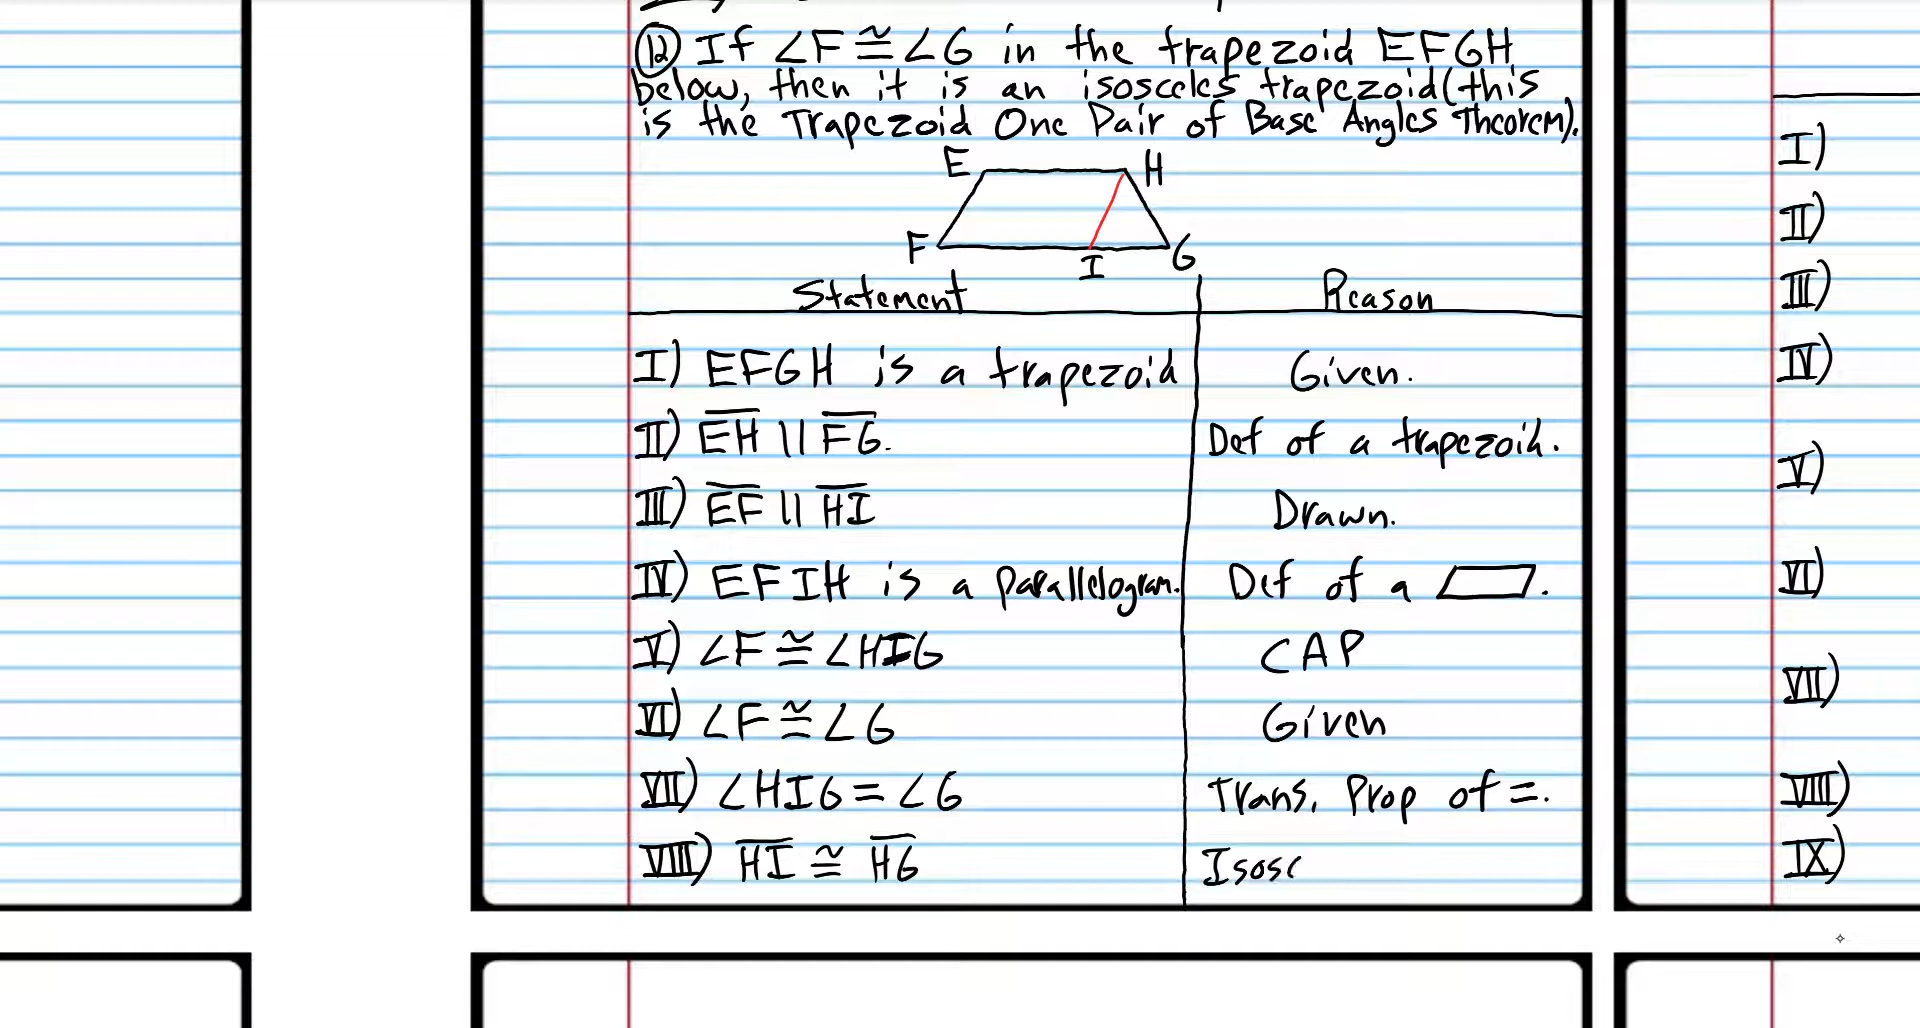 ⑫ If ∠F ≅ ∠G in the trapezoid EFGH
below, then it is an isosceles trapezoid (this
is the Trapezoid One Pair of Base Angles Theorem).
E H
F I G
Statement Reason
I) EFGH is a trapezoid Given.
II) EH || FG. Def of a trapezoid.
III) EF || HI Drawn.
IV) EFIH is a parallelogram. Def of a ▱.
V) ∠F ≅ ∠HIG CAP
VI) ∠F ≅ ∠G Given
VII) ∠HIG = ∠G Trans. Prop of =.
VIII) HI ≅ HG Isosc
I)
II)
III)
IV)
V)
VI)
VII)
VIII)
IX)